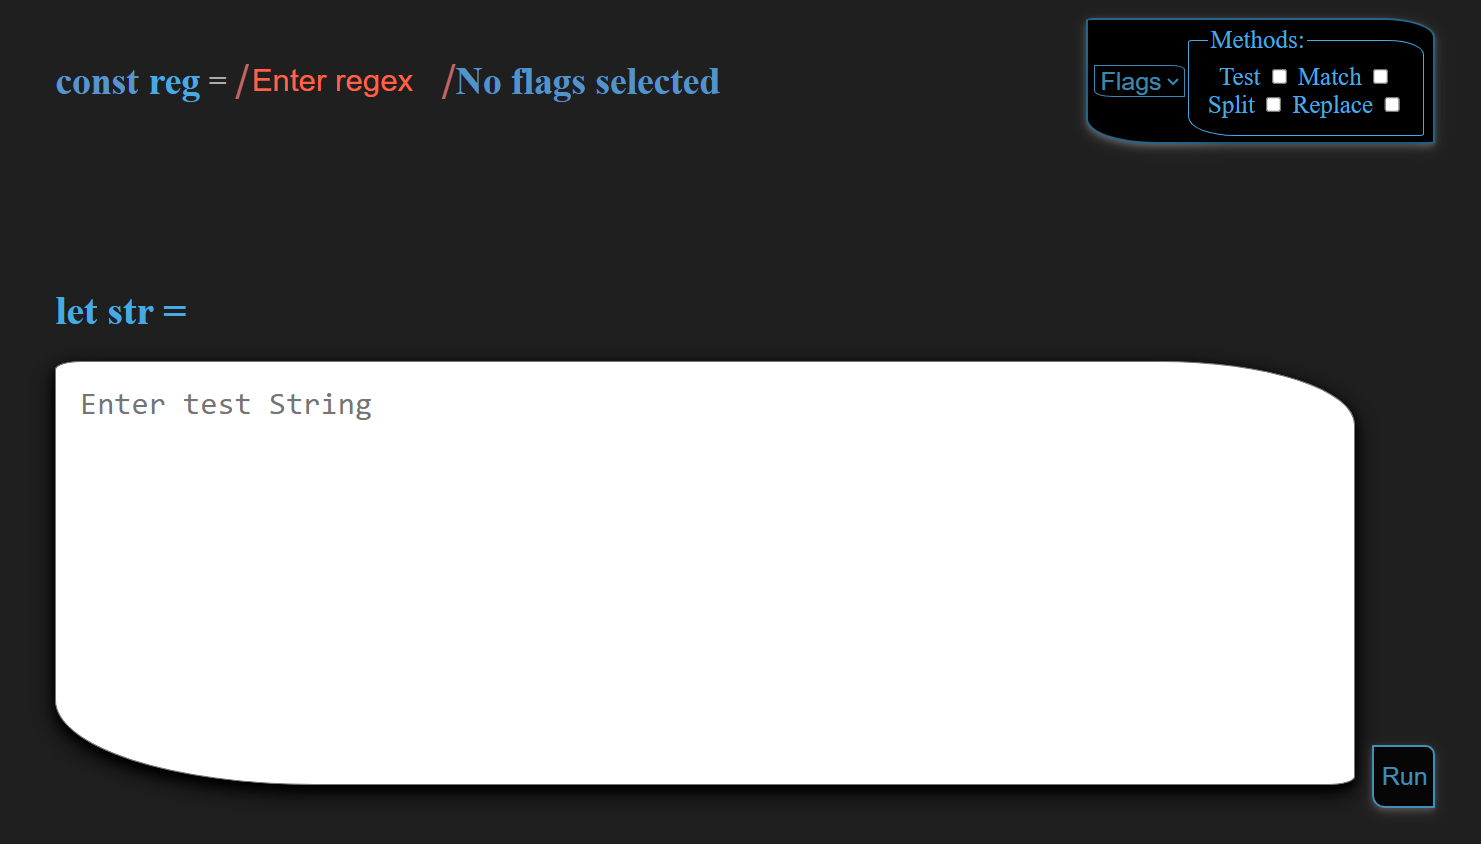 const reg = /Enter regex /No flags selected
Flags
Methods:
Test Match
Split Replace
let str =
Enter test String
Run